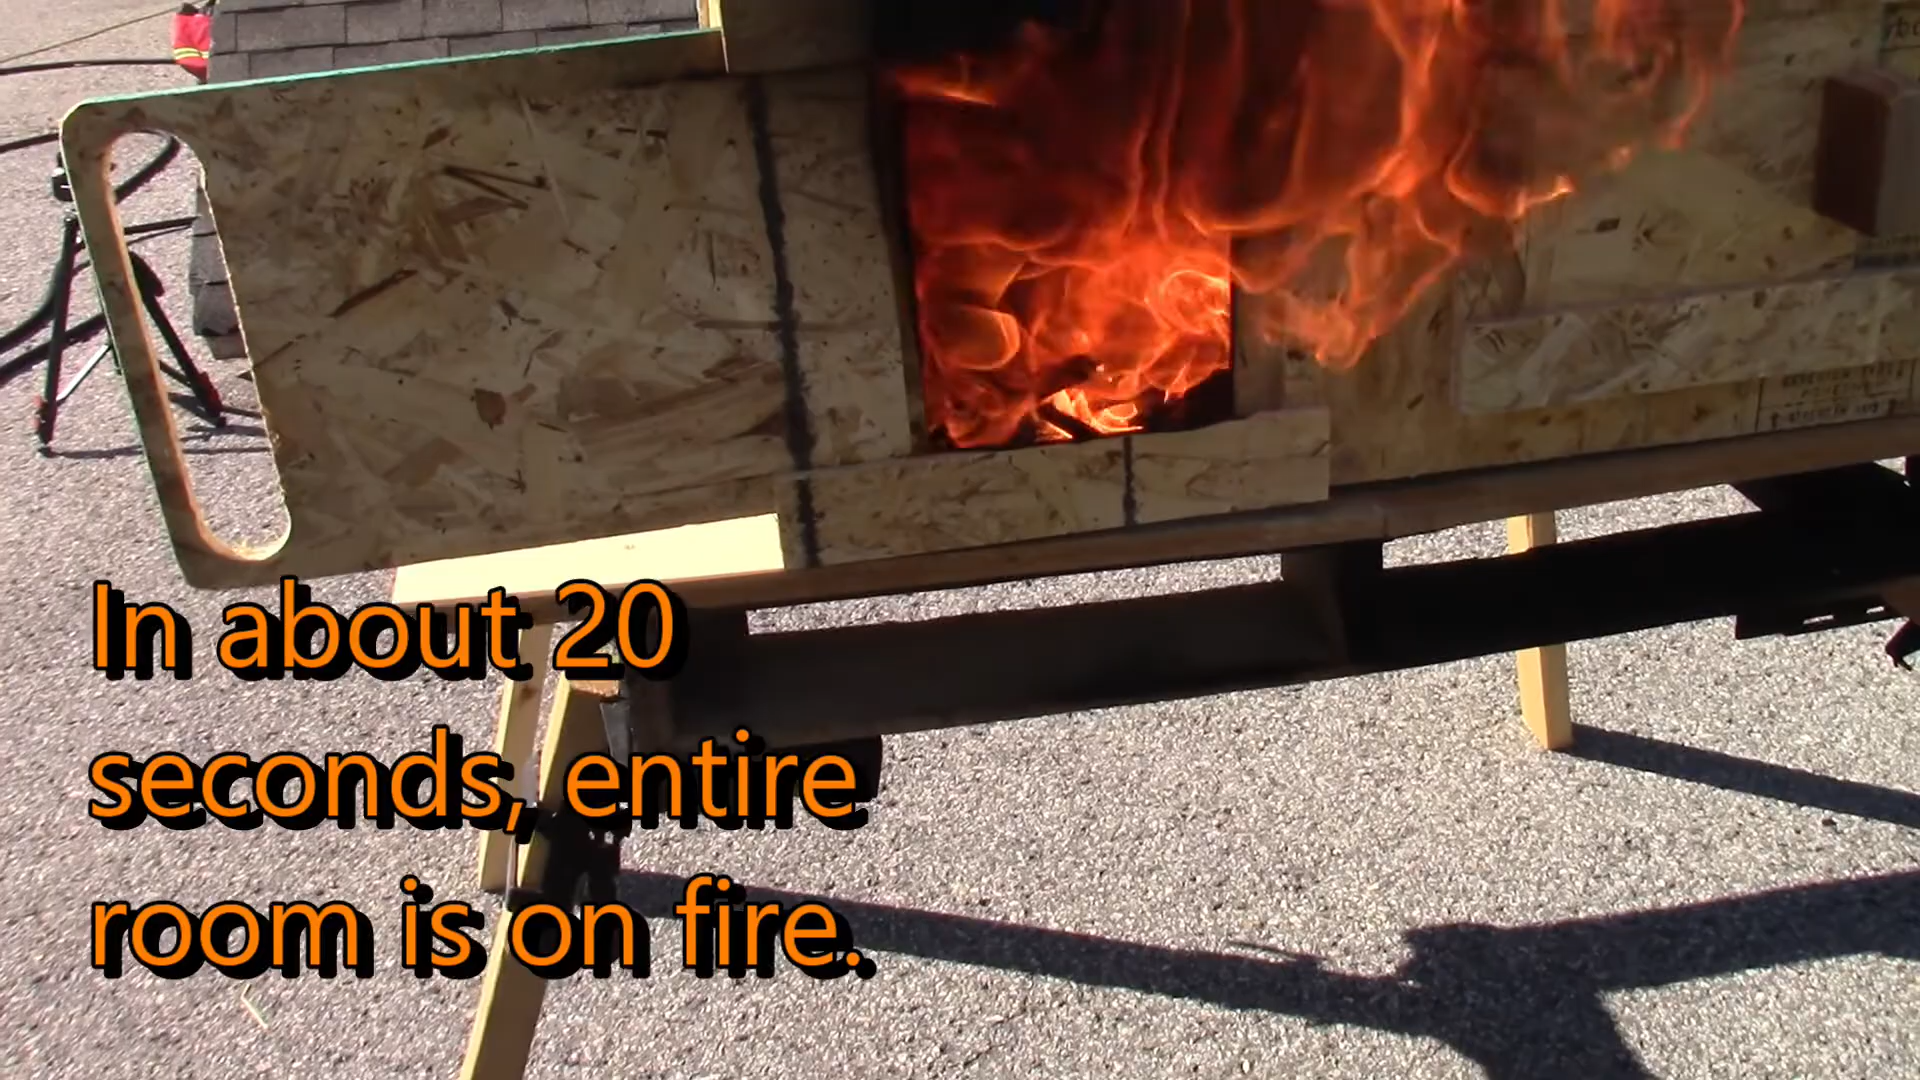 In about 20
seconds, entire
room is on fire.